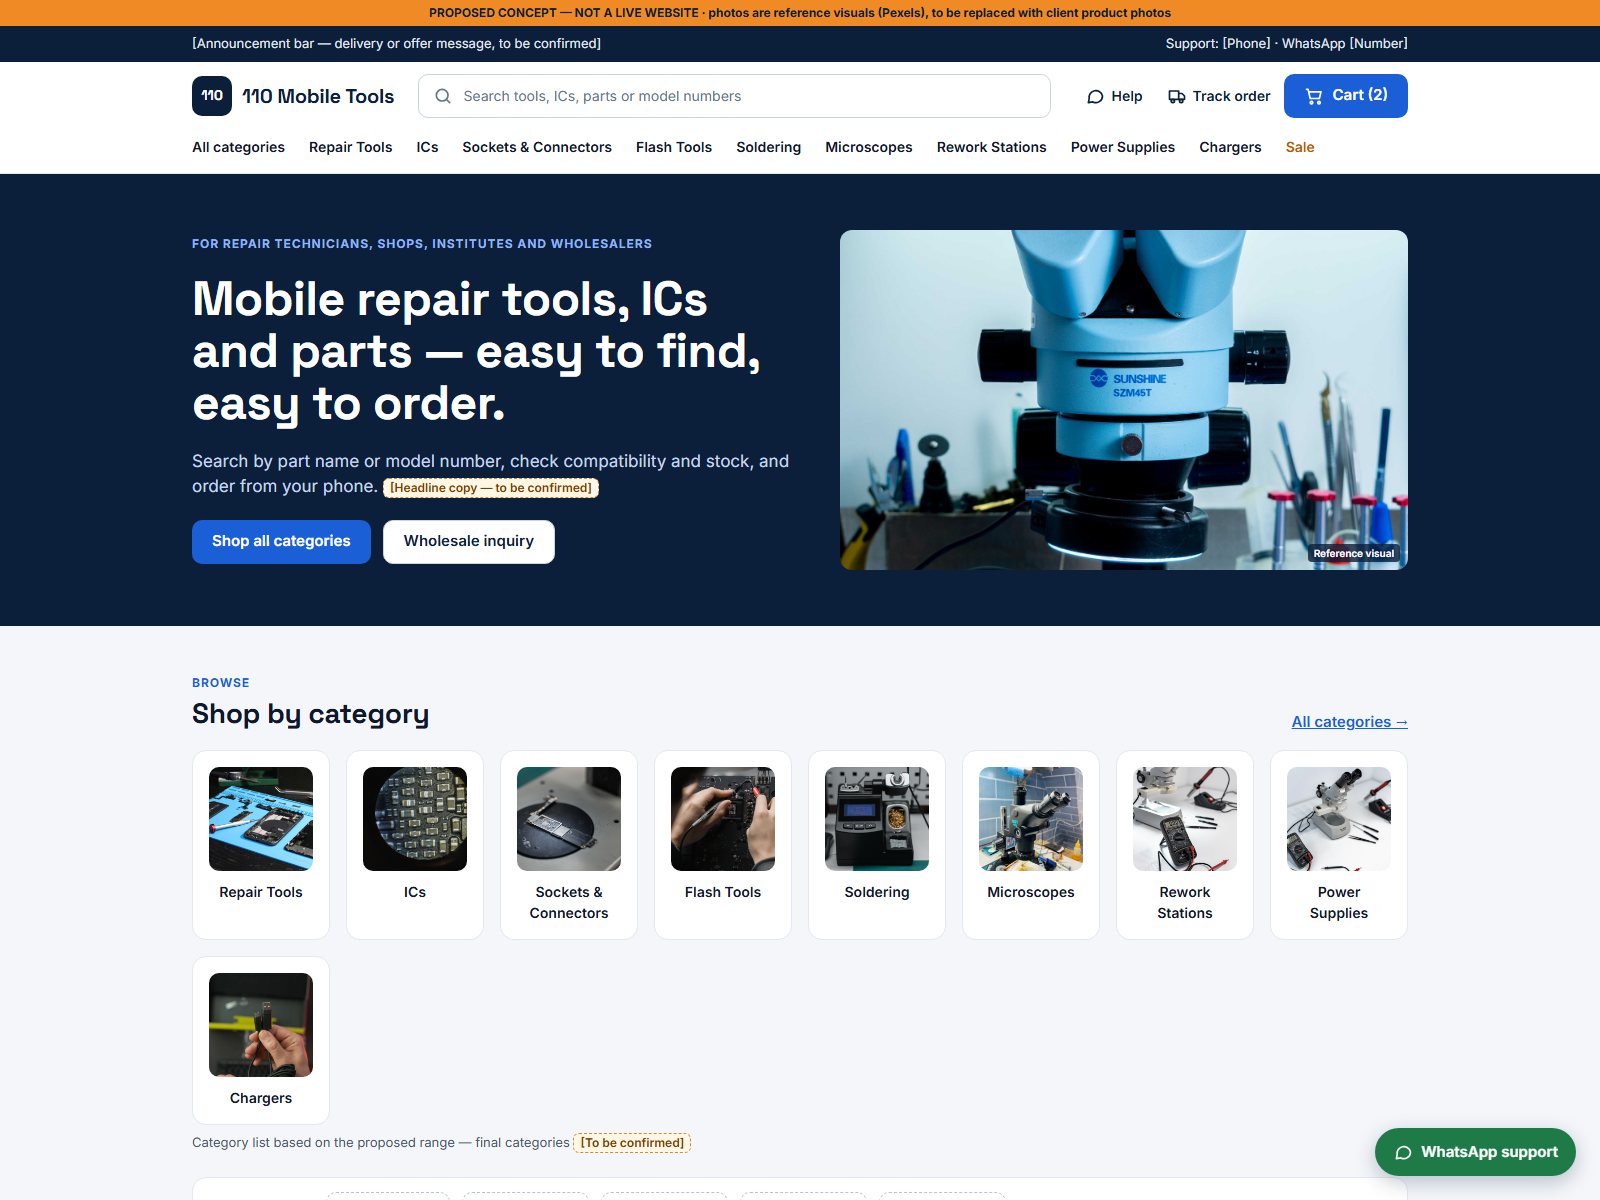 PROPOSED CONCEPT — NOT A LIVE WEBSITE · photos are reference visuals (Pexels), to be replaced with client product photos
[Announcement bar — delivery or offer message, to be confirmed]
Support: [Phone] · WhatsApp [Number]
110
110 Mobile Tools
Search tools, ICs, parts or model numbers
Help
Track order
Cart (2)
All categories
Repair Tools
ICs
Sockets & Connectors
Flash Tools
Soldering
Microscopes
Rework Stations
Power Supplies
Chargers
Sale
FOR REPAIR TECHNICIANS, SHOPS, INSTITUTES AND WHOLESALERS
Mobile repair tools, ICs
and parts — easy to find,
easy to order.
Search by part name or model number, check compatibility and stock, and
order from your phone. [Headline copy — to be confirmed]
Shop all categories
Wholesale inquiry
SUNSHINE
SZM45T
Reference visual
BROWSE
Shop by category
All categories →
Repair Tools
ICs
Sockets &
Connectors
Flash Tools
Soldering
Microscopes
Rework
Stations
Power
Supplies
Chargers
Category list based on the proposed range — final categories [To be confirmed]
WhatsApp support